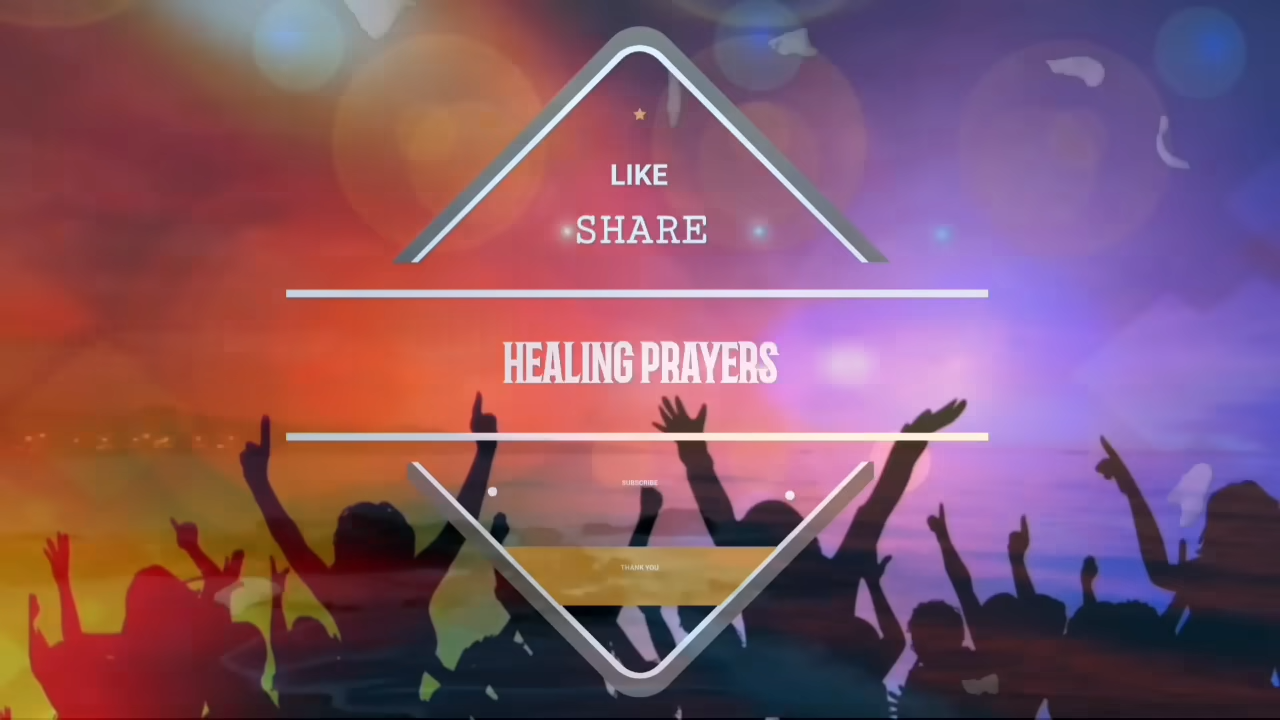 LIKE
SHARE
HEALING PRAYERS
SUBSCRIBE
THANK YOU